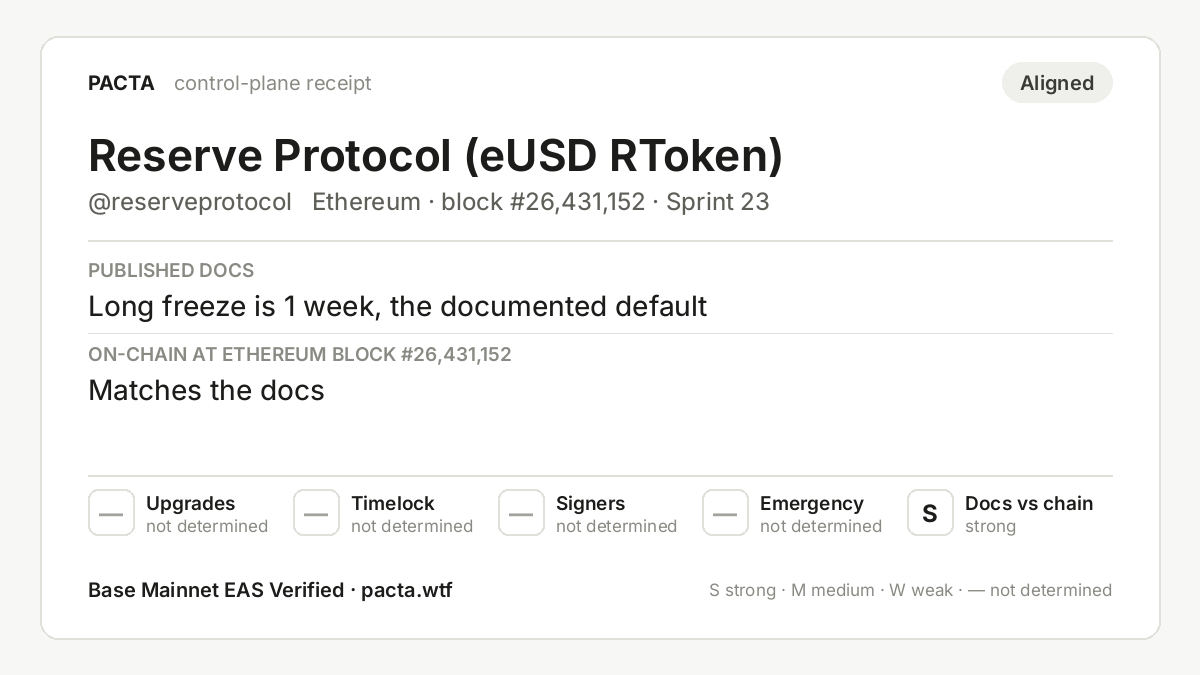 PACTA control-plane receipt Aligned
Reserve Protocol (eUSD RToken)
@reserveprotocol Ethereum · block #26,431,152 · Sprint 23
PUBLISHED DOCS
Long freeze is 1 week, the documented default
ON-CHAIN AT ETHEREUM BLOCK #26,431,152
Matches the docs
— Upgrades — Timelock — Signers — Emergency S Docs vs chain
not determined not determined not determined not determined strong
Base Mainnet EAS Verified · pacta.wtf S strong · M medium · W weak · — not determined